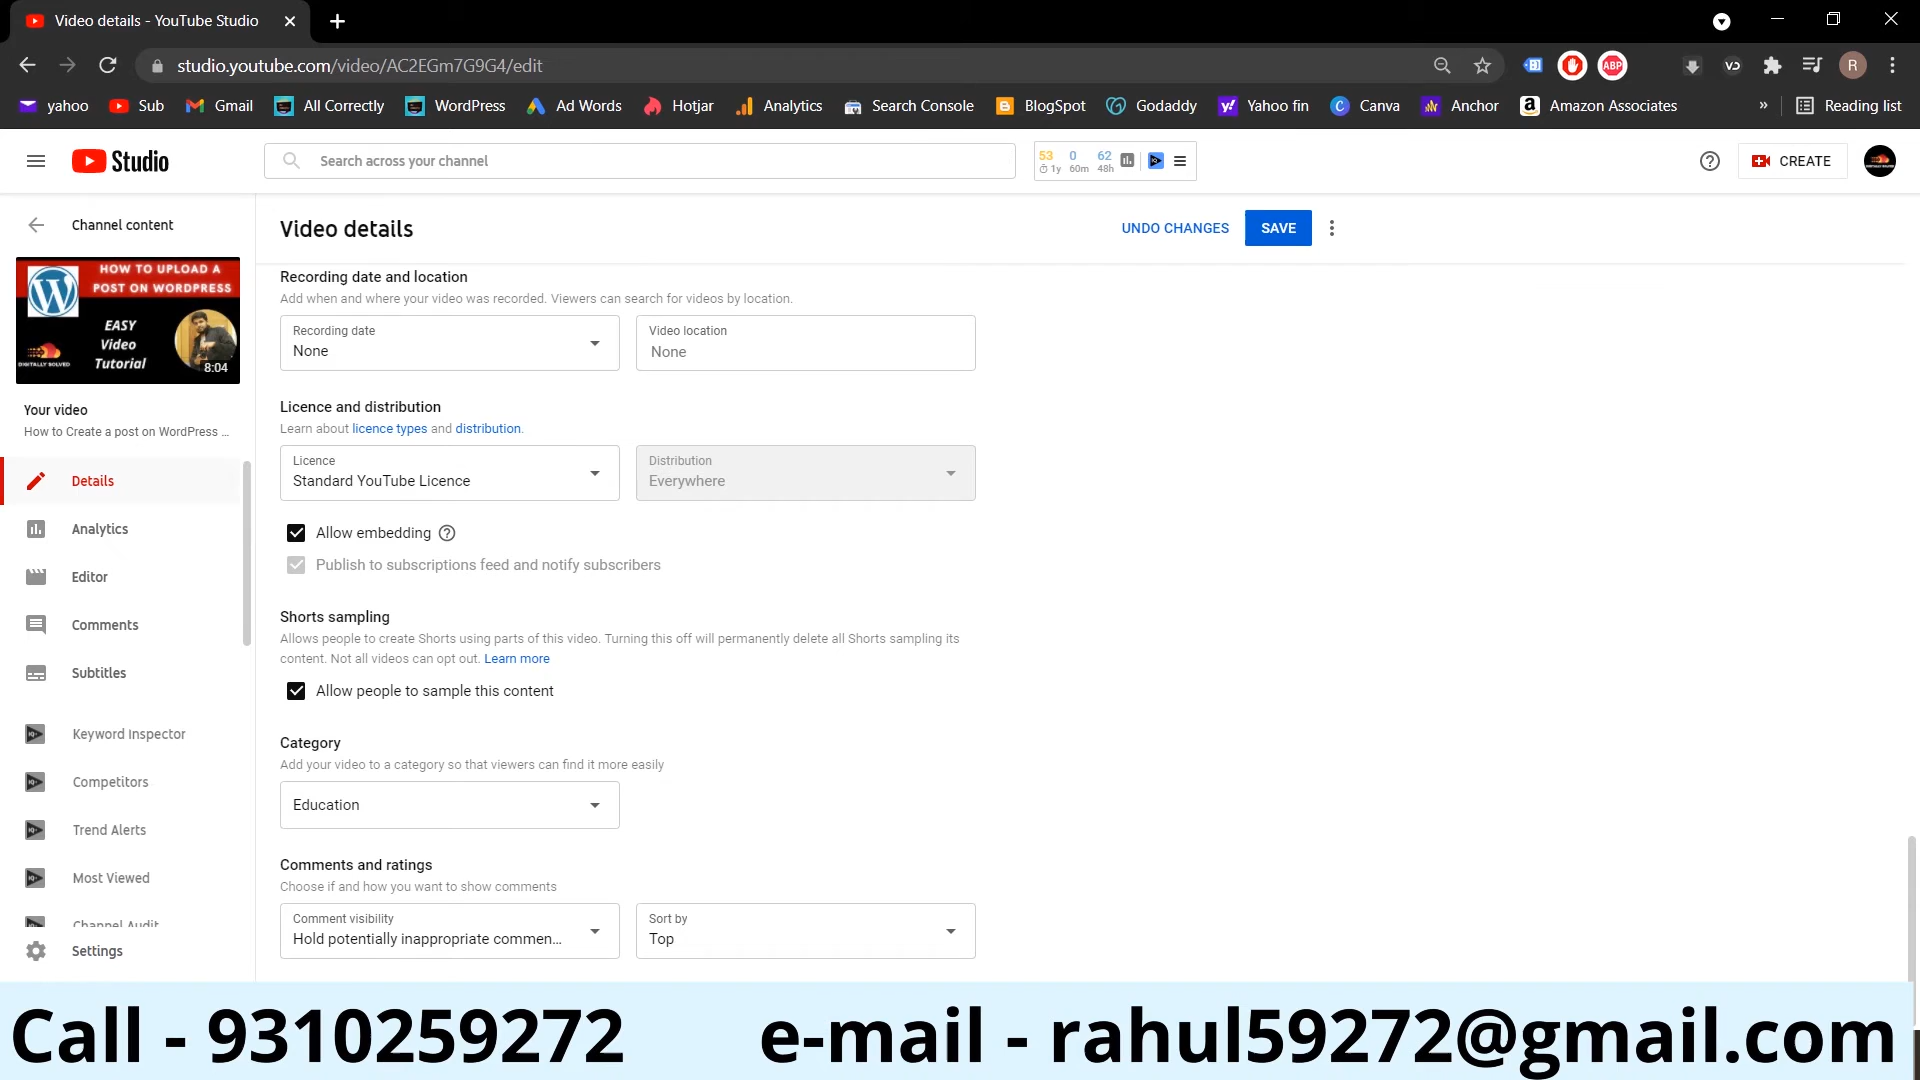 Video details - YouTube Studio
studio.youtube.com/video/AC2EGm7G9G4/edit
ABP
R
yahoo Sub Gmail All Correctly WordPress Ad Words Hotjar Analytics Search Console BlogSpot Godaddy Yahoo fin Canva Anchor Amazon Associates » Reading list
Studio
Search across your channel
53 0 62
1y 60m 48h
CREATE
Channel content
HOW TO UPLOAD A
POST ON WORDPRESS
EASY
Video
Tutorial
DIGITALLY SOLVED
8:04
Your video
How to Create a post on WordPress ...
Details
Analytics
Editor
Comments
Subtitles
Keyword Inspector
Competitors
Trend Alerts
Most Viewed
Channel Audit
Settings
Video details
UNDO CHANGES
SAVE
Recording date and location
Add when and where your video was recorded. Viewers can search for videos by location.
Recording date
None
Video location
None
Licence and distribution
Learn about licence types and distribution.
Licence
Standard YouTube Licence
Distribution
Everywhere
Allow embedding
Publish to subscriptions feed and notify subscribers
Shorts sampling
Allows people to create Shorts using parts of this video. Turning this off will permanently delete all Shorts sampling its
content. Not all videos can opt out. Learn more
Allow people to sample this content
Category
Add your video to a category so that viewers can find it more easily
Education
Comments and ratings
Choose if and how you want to show comments
Comment visibility
Hold potentially inappropriate commen...
Sort by
Top
Call - 9310259272 e-mail - rahul59272@gmail.com